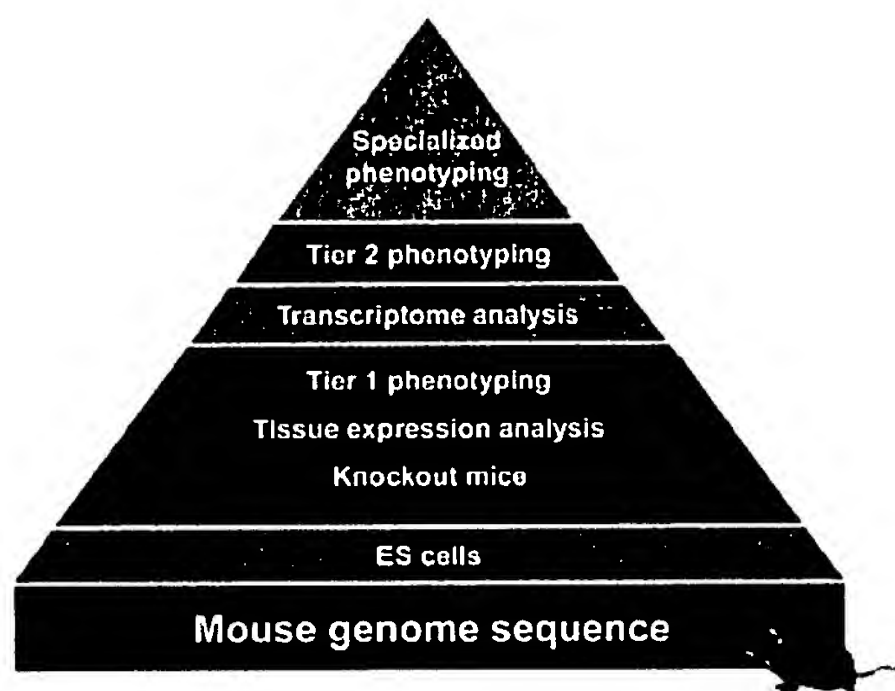 Specialized
phenotyping
Tier 2 phenotyping
Transcriptome analysis
Tier 1 phenotyping
Tissue expression analysis
Knockout mice
ES cells
Mouse genome sequence